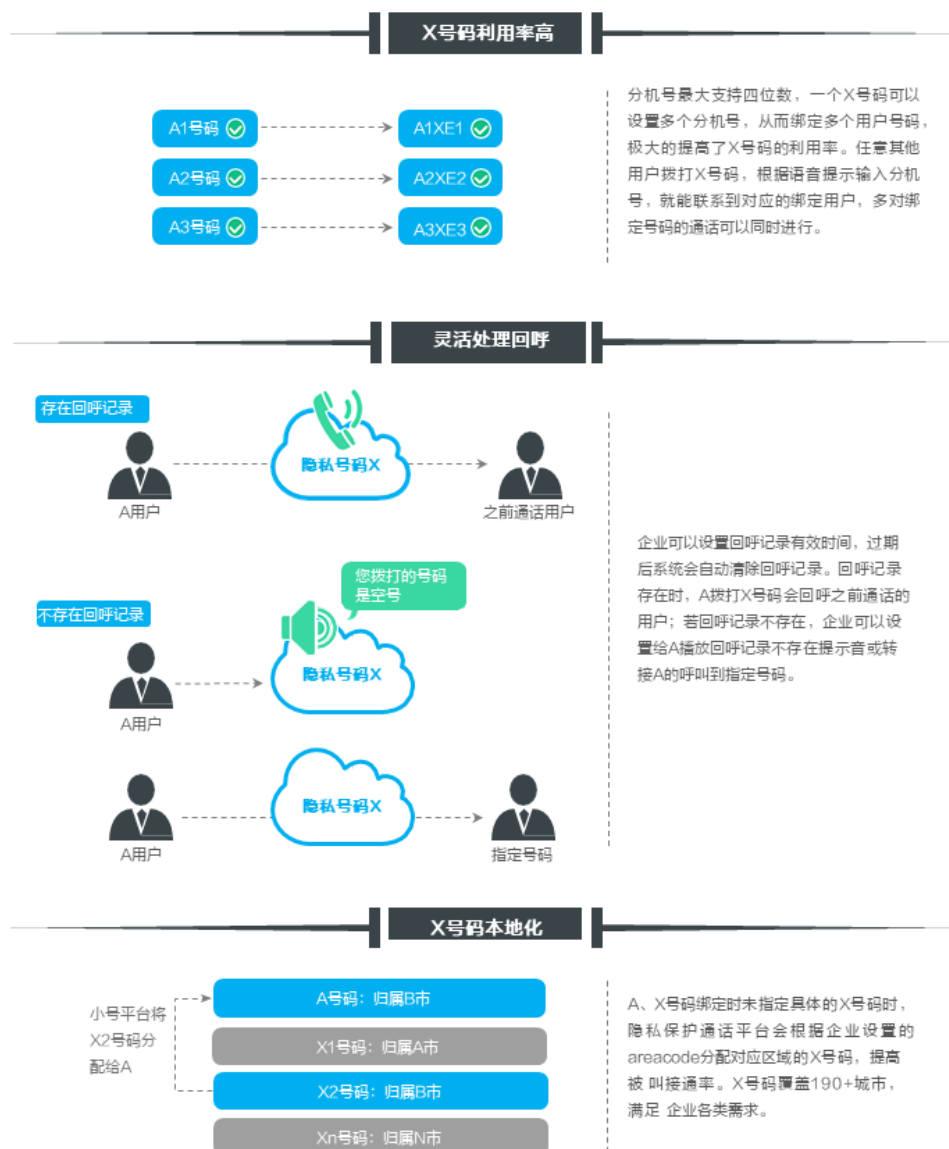 X号码利用率高
A1号码
A1XE1
A2号码
A2XE2
A3号码
A3XE3
分机号最大支持四位数，一个X号码可以
设置多个分机号，从而绑定多个用户号码，
极大的提高了X号码的利用率。任意其他
用户拨打X号码，根据语音提示输入分机
号，就能联系到对应的绑定用户，多对绑
定号码的通话可以同时进行。
灵活处理回呼
存在回呼记录
隐私号码X
A用户
之前通话用户
您拨打的号码
是空号
不存在回呼记录
隐私号码X
A用户
隐私号码X
A用户
指定号码
企业可以设置回呼记录有效时间，过期
后系统会自动清除回呼记录。回呼记录
存在时，A拨打X号码会回呼之前通话的
用户；若回呼记录不存在，企业可以设
置给A播放回呼记录不存在提示音或转
接A的呼叫到指定号码。
X号码本地化
小号平台将
X2号码分
配给A
A号码：归属B市
X1号码：归属A市
X2号码：归属B市
Xn号码：归属N市
A、X号码绑定时未指定具体的X号码时，
隐私保护通话平台会根据企业设置的
areacode分配对应区域的X号码，提高
被 叫接通率。X号码覆盖190+城市，
满足 企业各类需求。